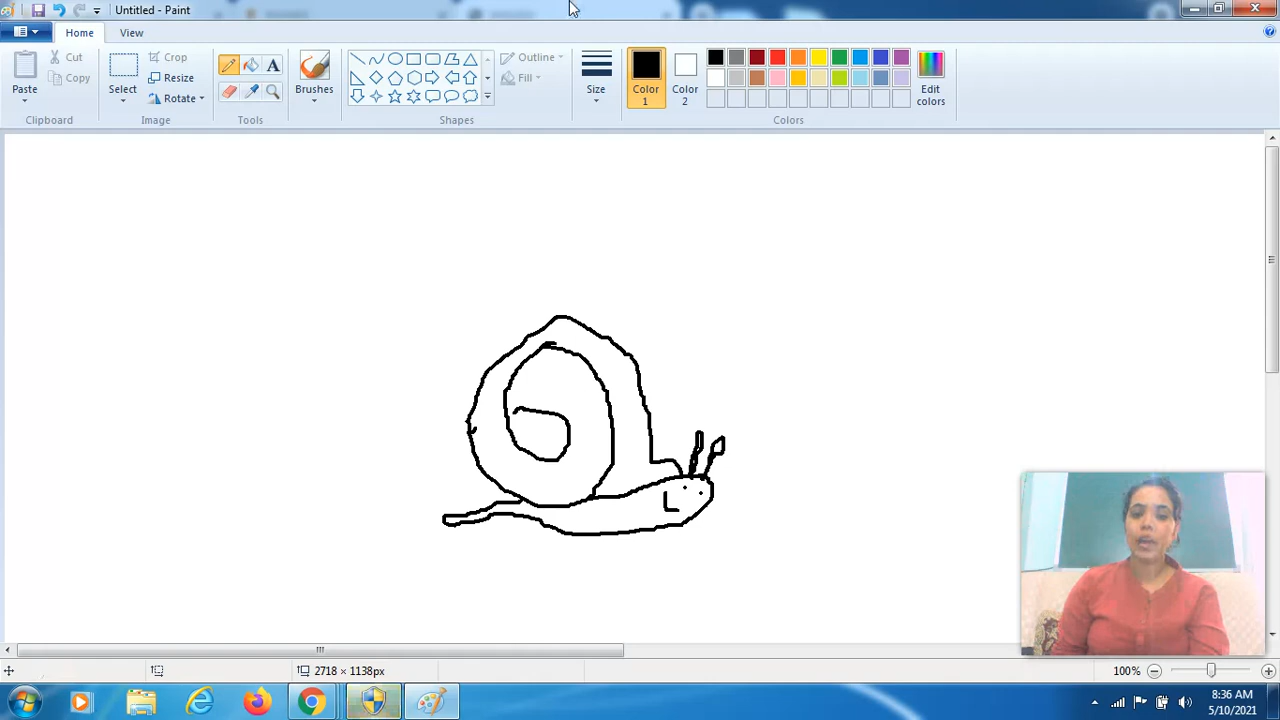 Untitled - Paint
Home View
Paste
Cut
Copy
Clipboard
Select
Crop
Resize
Rotate
Image
A
Tools
Brushes
Outline
Fill
Shapes
Size
Color 1
Color 2
Edit colors
Colors
2718 × 1138px
100%
8:36 AM
5/10/2021